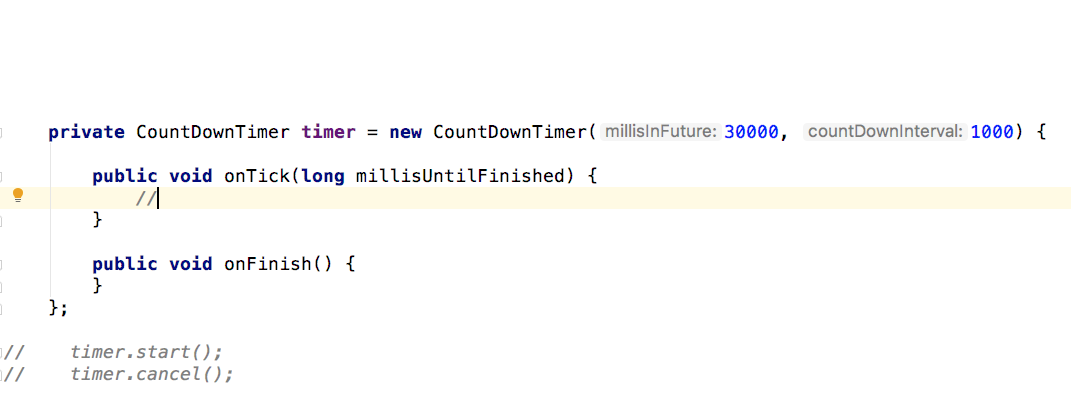 private CountDownTimer timer = new CountDownTimer( millisInFuture: 30000, countDownInterval: 1000) {
public void onTick(long millisUntilFinished) {
//
}
public void onFinish() {
}
};
// timer.start();
// timer.cancel();